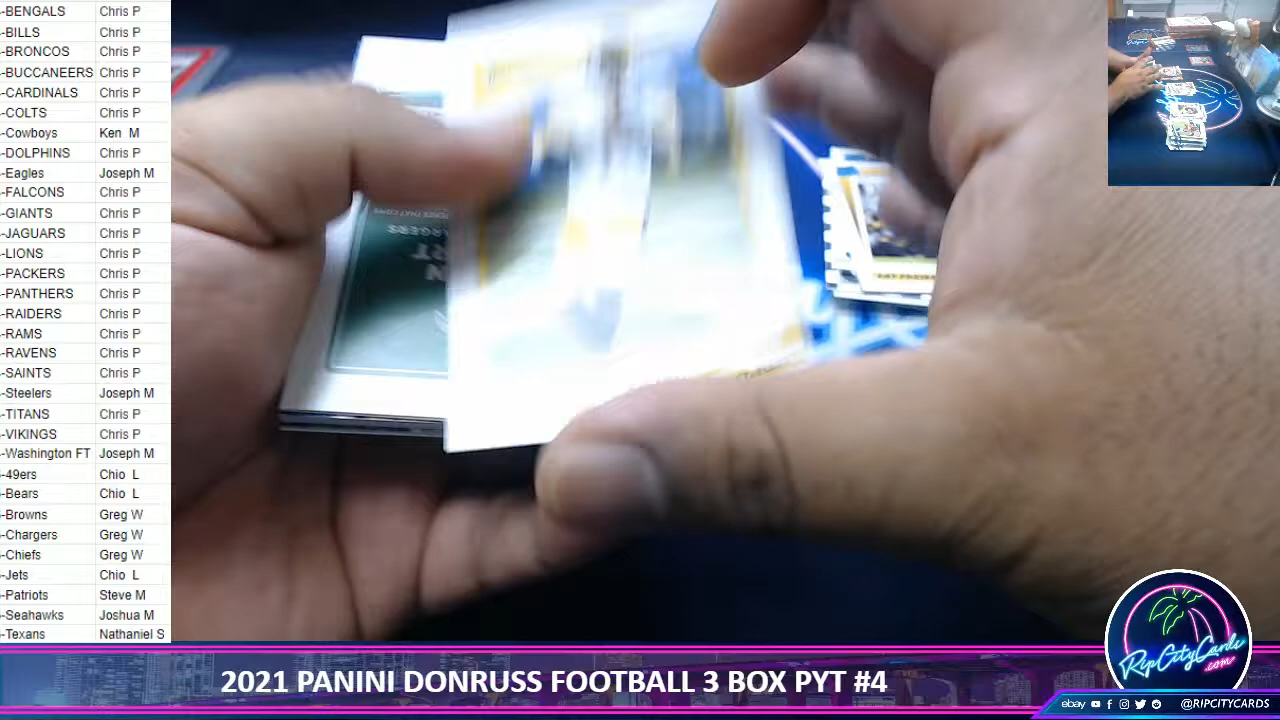 -BENGALS Chris P
-BILLS Chris P
-BRONCOS Chris P
-BUCCANEERS Chris P
-CARDINALS Chris P
-COLTS Chris P
-Cowboys Ken M
-DOLPHINS Chris P
-Eagles Joseph M
-FALCONS Chris P
-GIANTS Chris P
-JAGUARS Chris P
-LIONS Chris P
-PACKERS Chris P
-PANTHERS Chris P
-RAIDERS Chris P
-RAMS Chris P
-RAVENS Chris P
-SAINTS Chris P
-Steelers Joseph M
-TITANS Chris P
-VIKINGS Chris P
-Washington FT Joseph M
-49ers Chio L
-Bears Chio L
-Browns Greg W
-Chargers Greg W
-Chiefs Greg W
-Jets Chio L
-Patriots Steve M
-Seahawks Joshua M
-Texans Nathaniel S
RipCityCards
.com
2021 PANINI DONRUSS FOOTBALL 3 BOX PYT #4
ebay @RIPCITYCARDS